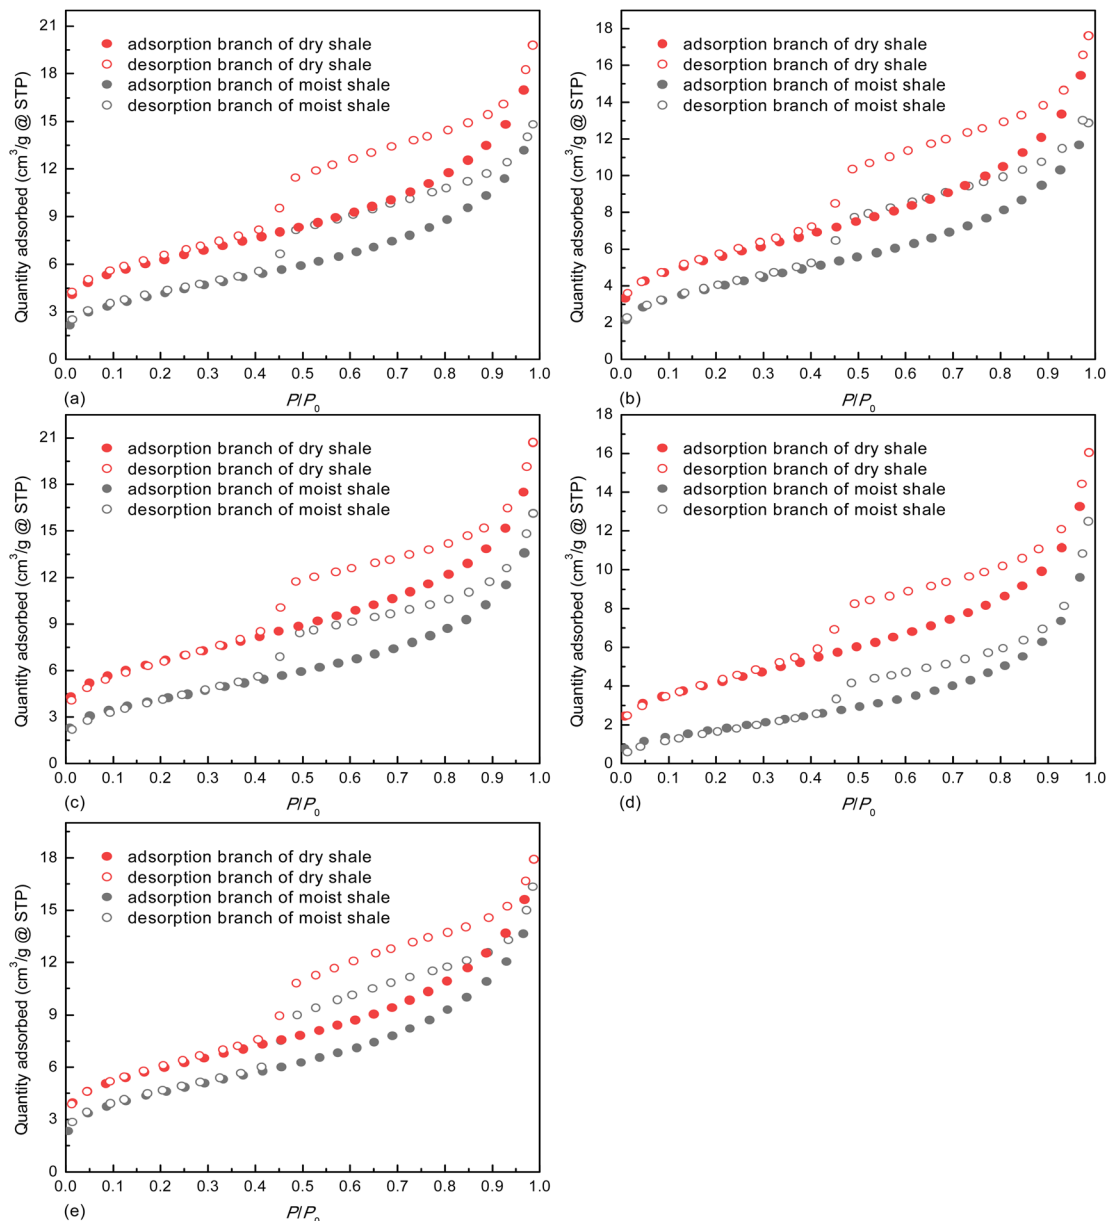 21
18
15
12
9
6
3
0
Quantity adsorbed (cm³/g @ STP)
adsorption branch of dry shale
desorption branch of dry shale
adsorption branch of moist shale
desorption branch of moist shale
0.0 0.1 0.2 0.3 0.4 0.5 0.6 0.7 0.8 0.9 1.0
(a)
P/P₀
18
16
14
12
10
8
6
4
2
0
Quantity adsorbed (cm³/g @ STP)
adsorption branch of dry shale
desorption branch of dry shale
adsorption branch of moist shale
desorption branch of moist shale
0.0 0.1 0.2 0.3 0.4 0.5 0.6 0.7 0.8 0.9 1.0
(b)
P/P₀
21
18
15
12
9
6
3
0
Quantity adsorbed (cm³/g @ STP)
adsorption branch of dry shale
desorption branch of dry shale
adsorption branch of moist shale
desorption branch of moist shale
0.0 0.1 0.2 0.3 0.4 0.5 0.6 0.7 0.8 0.9 1.0
(c)
P/P₀
18
16
14
12
10
8
6
4
2
0
Quantity adsorbed (cm³/g @ STP)
adsorption branch of dry shale
desorption branch of dry shale
adsorption branch of moist shale
desorption branch of moist shale
0.0 0.1 0.2 0.3 0.4 0.5 0.6 0.7 0.8 0.9 1.0
(d)
P/P₀
18
15
12
9
6
3
0
Quantity adsorbed (cm³/g @ STP)
adsorption branch of dry shale
desorption branch of dry shale
adsorption branch of moist shale
desorption branch of moist shale
0.0 0.1 0.2 0.3 0.4 0.5 0.6 0.7 0.8 0.9 1.0
(e)
P/P₀